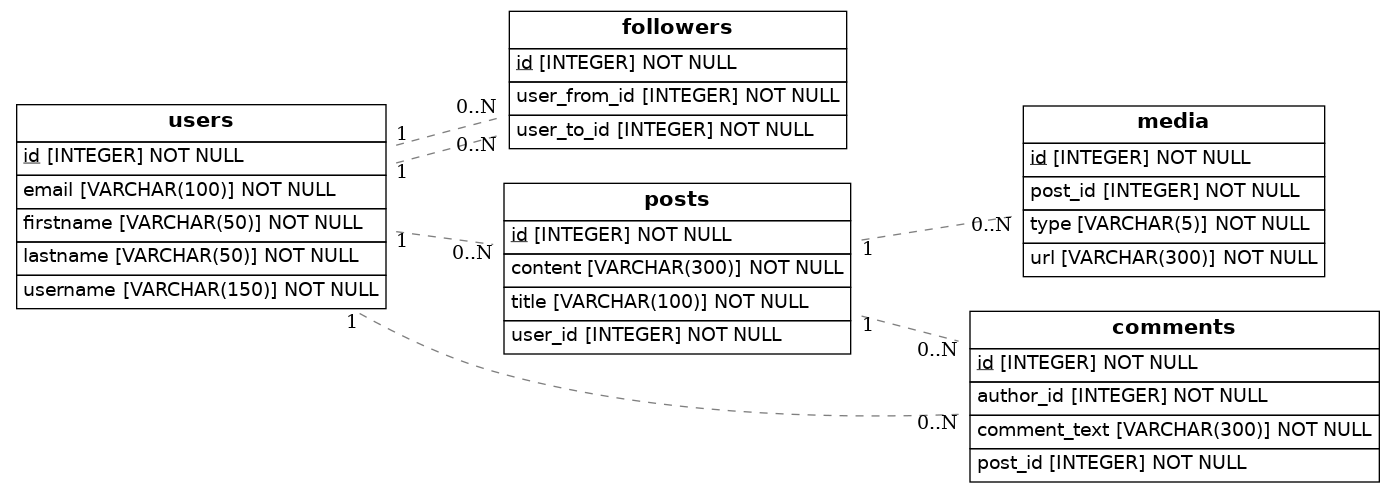 users
id [INTEGER] NOT NULL
email [VARCHAR(100)] NOT NULL
firstname [VARCHAR(50)] NOT NULL
lastname [VARCHAR(50)] NOT NULL
username [VARCHAR(150)] NOT NULL
1
1
1
1
0..N
0..N
0..N
followers
id [INTEGER] NOT NULL
user_from_id [INTEGER] NOT NULL
user_to_id [INTEGER] NOT NULL
posts
id [INTEGER] NOT NULL
content [VARCHAR(300)] NOT NULL
title [VARCHAR(100)] NOT NULL
user_id [INTEGER] NOT NULL
1
1
0..N
0..N
0..N
media
id [INTEGER] NOT NULL
post_id [INTEGER] NOT NULL
type [VARCHAR(5)] NOT NULL
url [VARCHAR(300)] NOT NULL
comments
id [INTEGER] NOT NULL
author_id [INTEGER] NOT NULL
comment_text [VARCHAR(300)] NOT NULL
post_id [INTEGER] NOT NULL